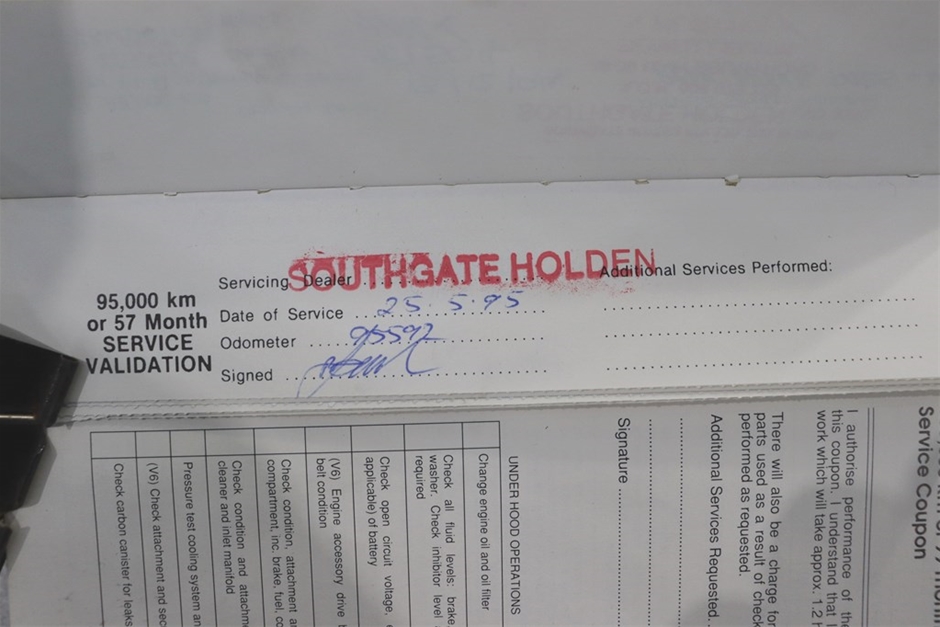 95,000 km
or 57 Month
SERVICE
VALIDATION
Servicing Dealer SOUTHGATE HOLDEN
Date of Service 25.5.95
Odometer 95592
Signed
Additional Services Performed:
Service Coupon
I authorise performance of the
this coupon. I understand that
work which will take approx. 1.2
There will also be a charge for
parts used as a result of check
performed as requested.
Additional Services Requested.
Signature
UNDER HOOD OPERATIONS
Change engine oil and oil filter
Check all fluid levels; brake,
washer. Check inhibitor level
required
Check open circuit voltage,
applicable) of battery
(V6) Engine accessory drive
belt condition
Check condition, attachment
compartment, inc. brake, fuel,
Check condition and attachm
cleaner and inlet manifold
Pressure test cooling system an
(V6) Check attachment and sec
Check carbon canister for leaks